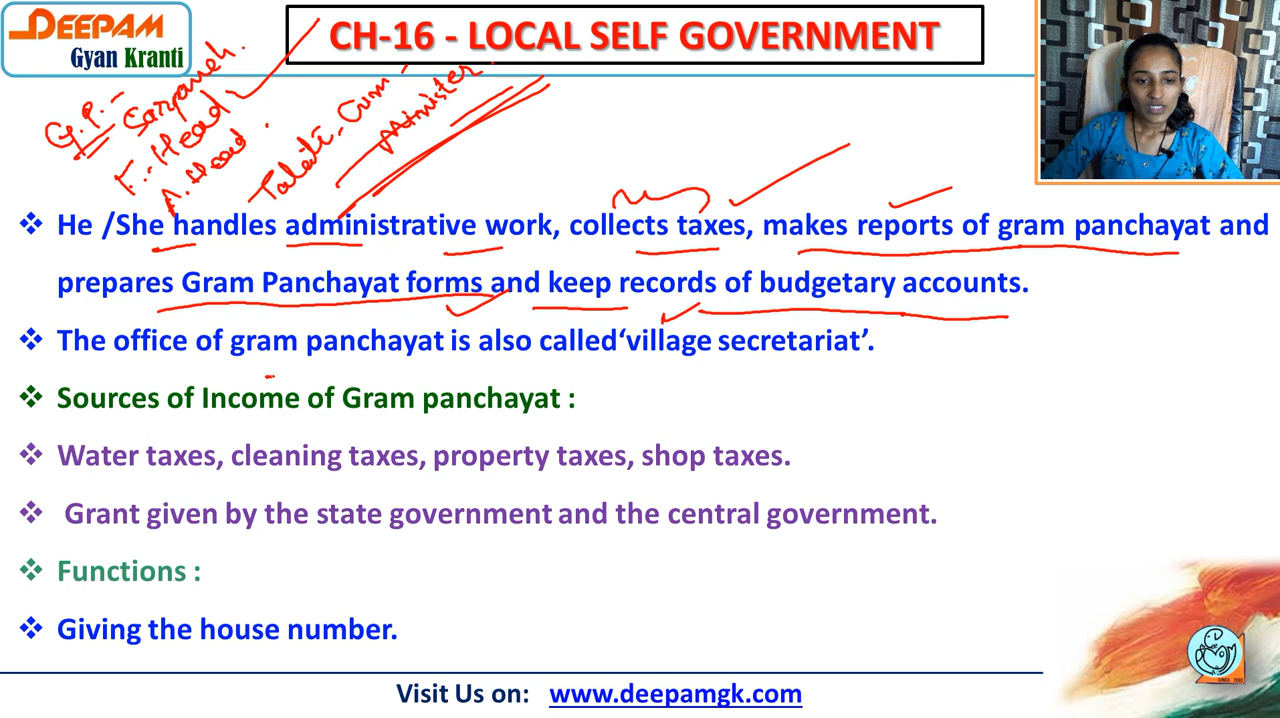 DEEPAM
Gyan Kranti
CH-16 - LOCAL SELF GOVERNMENT
G.P.-
Sarpanch.
F.-Head
A. Head
Talati-Cum-
Minister
❖ He /She handles administrative work, collects taxes, makes reports of gram panchayat and
prepares Gram Panchayat forms and keep records of budgetary accounts.
❖ The office of gram panchayat is also called‘village secretariat’.
❖ Sources of Income of Gram panchayat :
❖ Water taxes, cleaning taxes, property taxes, shop taxes.
❖ Grant given by the state government and the central government.
❖ Functions :
❖ Giving the house number.
SINCE 2001
Visit Us on: www.deepamgk.com